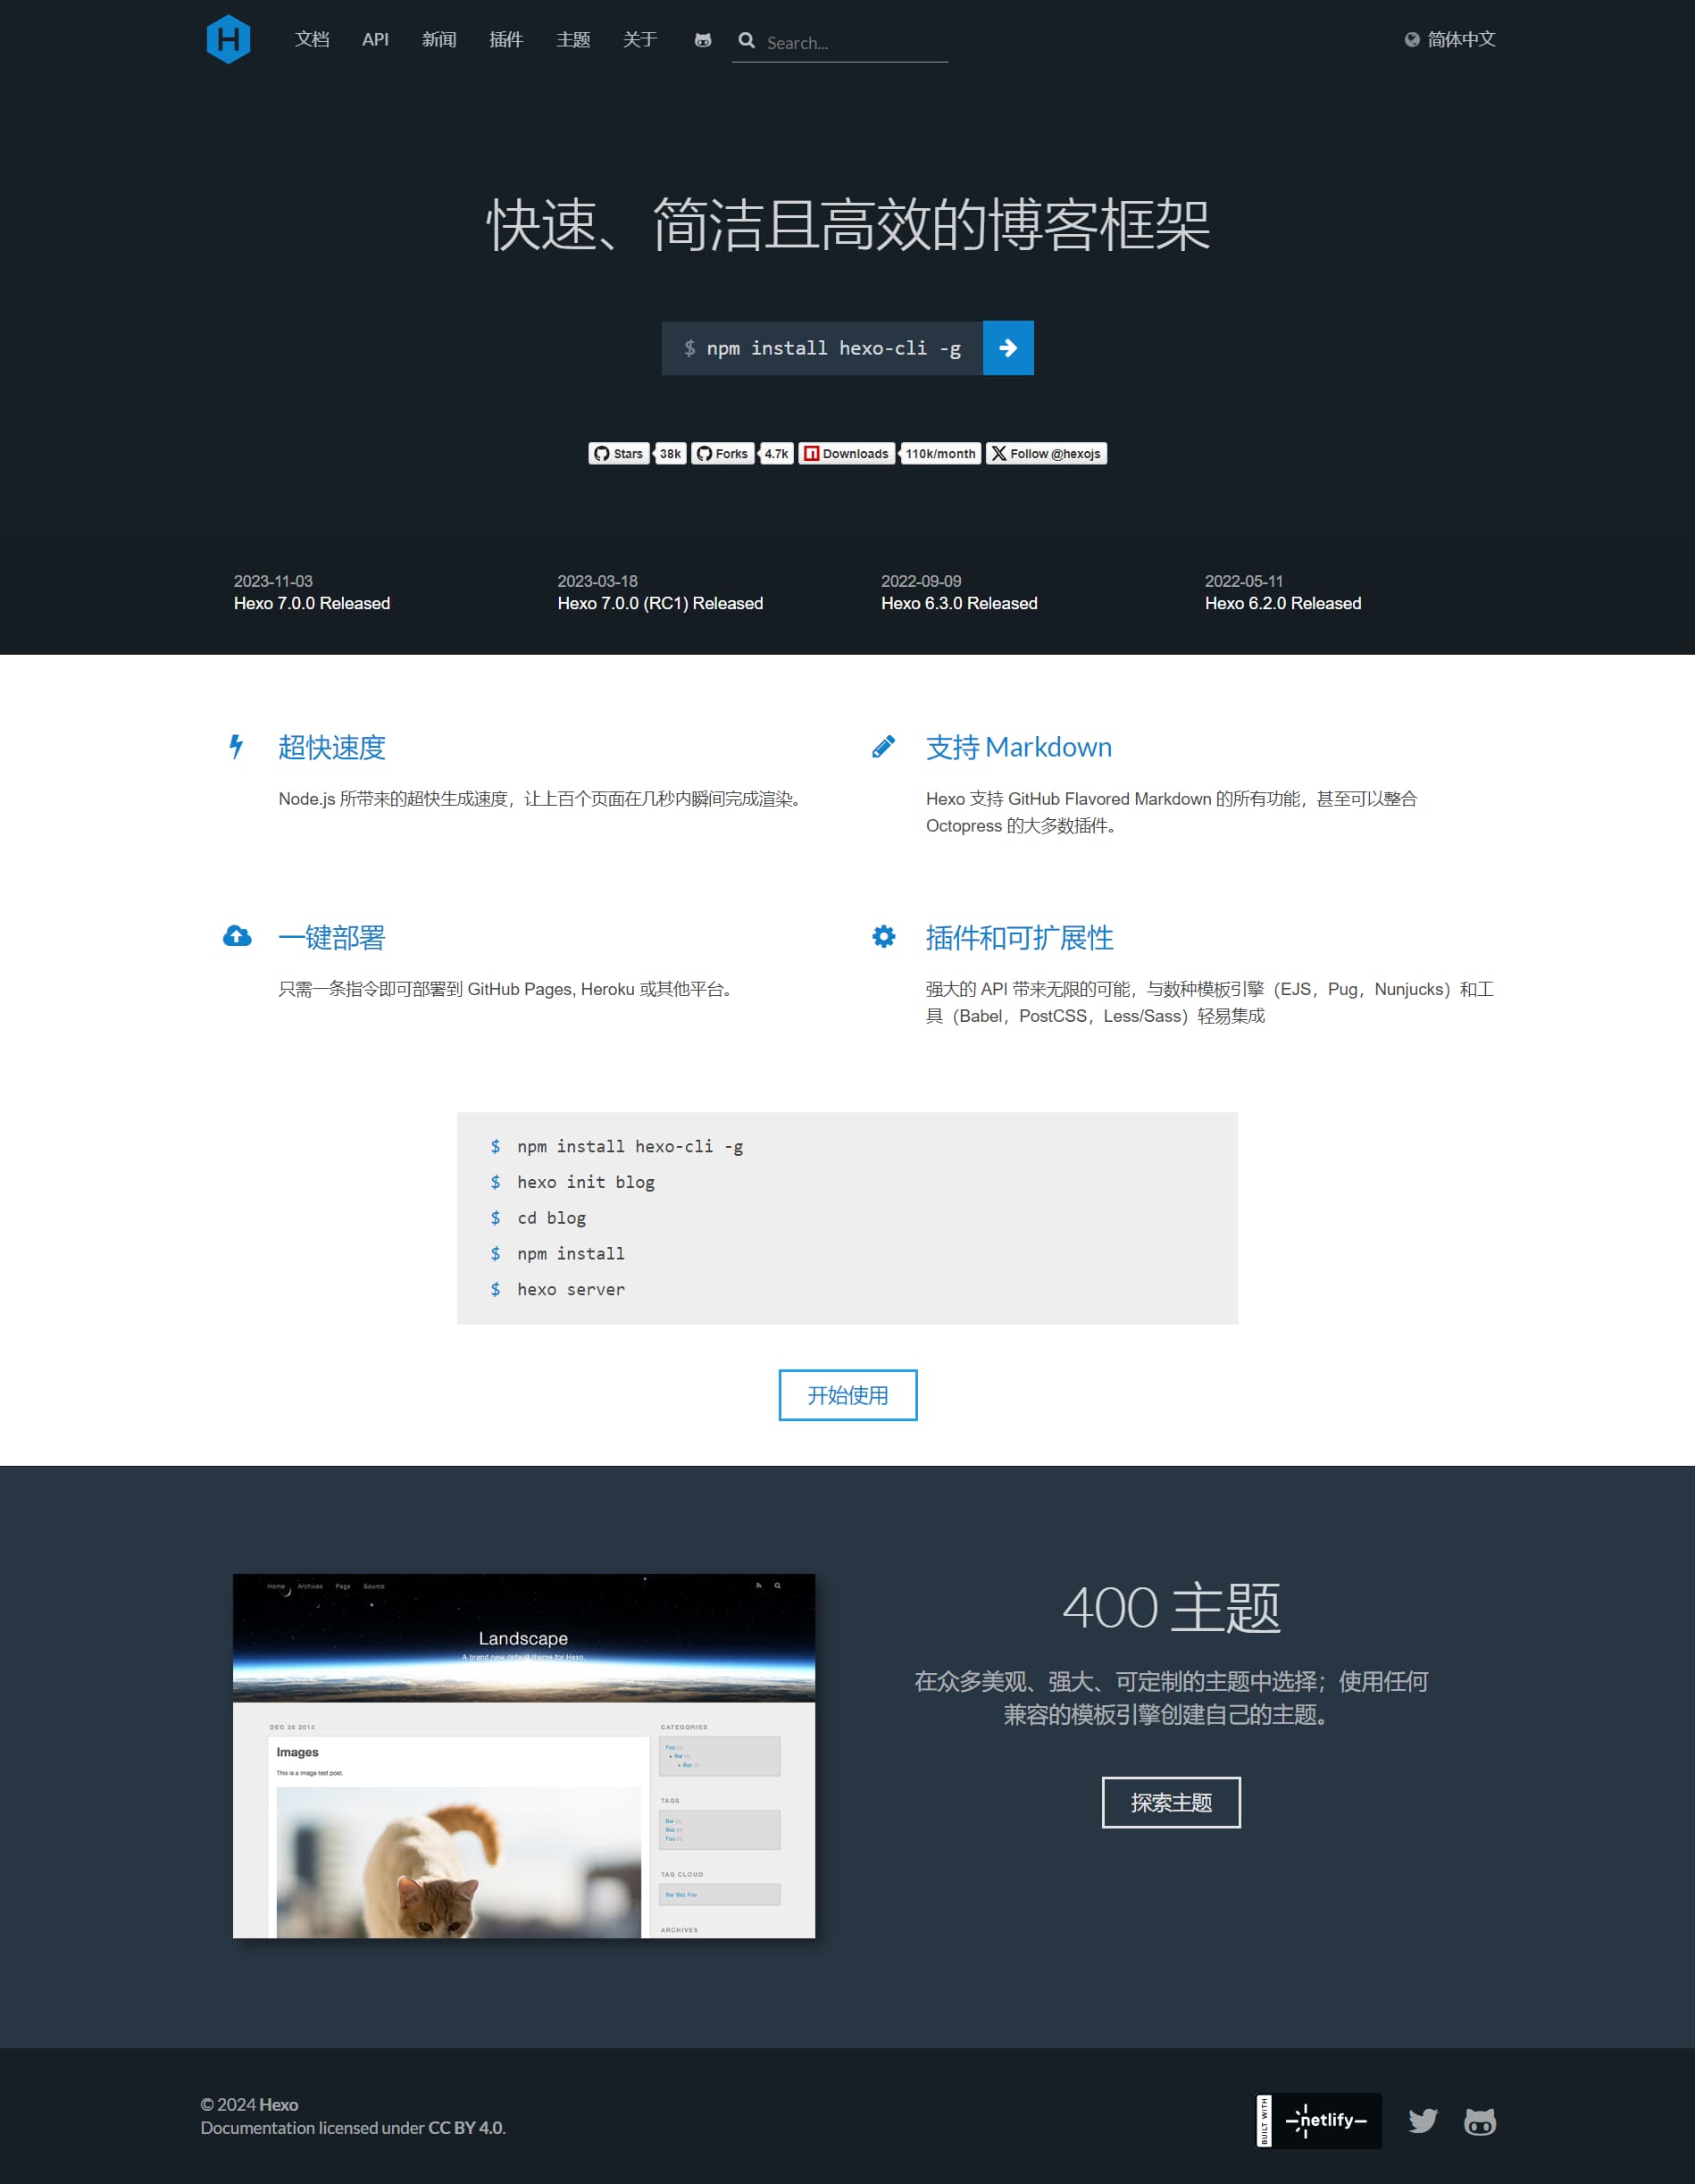 H
文档 API 新闻 插件 主题 关于 Search... 简体中文
快速、简洁且高效的博客框架
$ npm install hexo-cli -g
Stars 38k Forks 4.7k Downloads 110k/month Follow @hexojs
2023-11-03
Hexo 7.0.0 Released
2023-03-18
Hexo 7.0.0 (RC1) Released
2022-09-09
Hexo 6.3.0 Released
2022-05-11
Hexo 6.2.0 Released
超快速度
Node.js 所带来的超快生成速度，让上百个页面在几秒内瞬间完成渲染。
支持 Markdown
Hexo 支持 GitHub Flavored Markdown 的所有功能，甚至可以整合
Octopress 的大多数插件。
一键部署
只需一条指令即可部署到 GitHub Pages, Heroku 或其他平台。
插件和可扩展性
强大的 API 带来无限的可能，与数种模板引擎（EJS，Pug，Nunjucks）和工
具（Babel，PostCSS，Less/Sass）轻易集成
$ npm install hexo-cli -g
$ hexo init blog
$ cd blog
$ npm install
$ hexo server
开始使用
Home Archives Page Source
Landscape
A brand new default theme for Hexo.
DEC 26 2013
Images
This is a image test post.
CATEGORIES
Foo (1)
Bar (1)
Baz (1)
TAGS
Bar (1)
Baz (1)
Foo (1)
TAG CLOUD
Bar Baz Foo
ARCHIVES
400 主题
在众多美观、强大、可定制的主题中选择；使用任何
兼容的模板引擎创建自己的主题。
探索主题
© 2024 Hexo
Documentation licensed under CC BY 4.0.
BUILT WITH
netlify